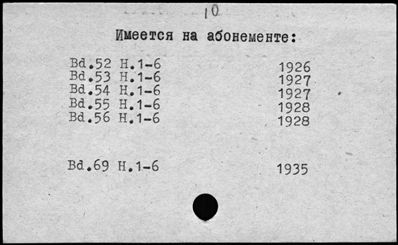 10
Имеется на абонементе:
Bd.52 H.1-6 1926
Bd.53 H.1-6 1927
Bd.54 H.1-6 1927
Bd.55 H.1-6 1928
Bd.56 H.1-6 1928
Bd.69 H.1-6 1935